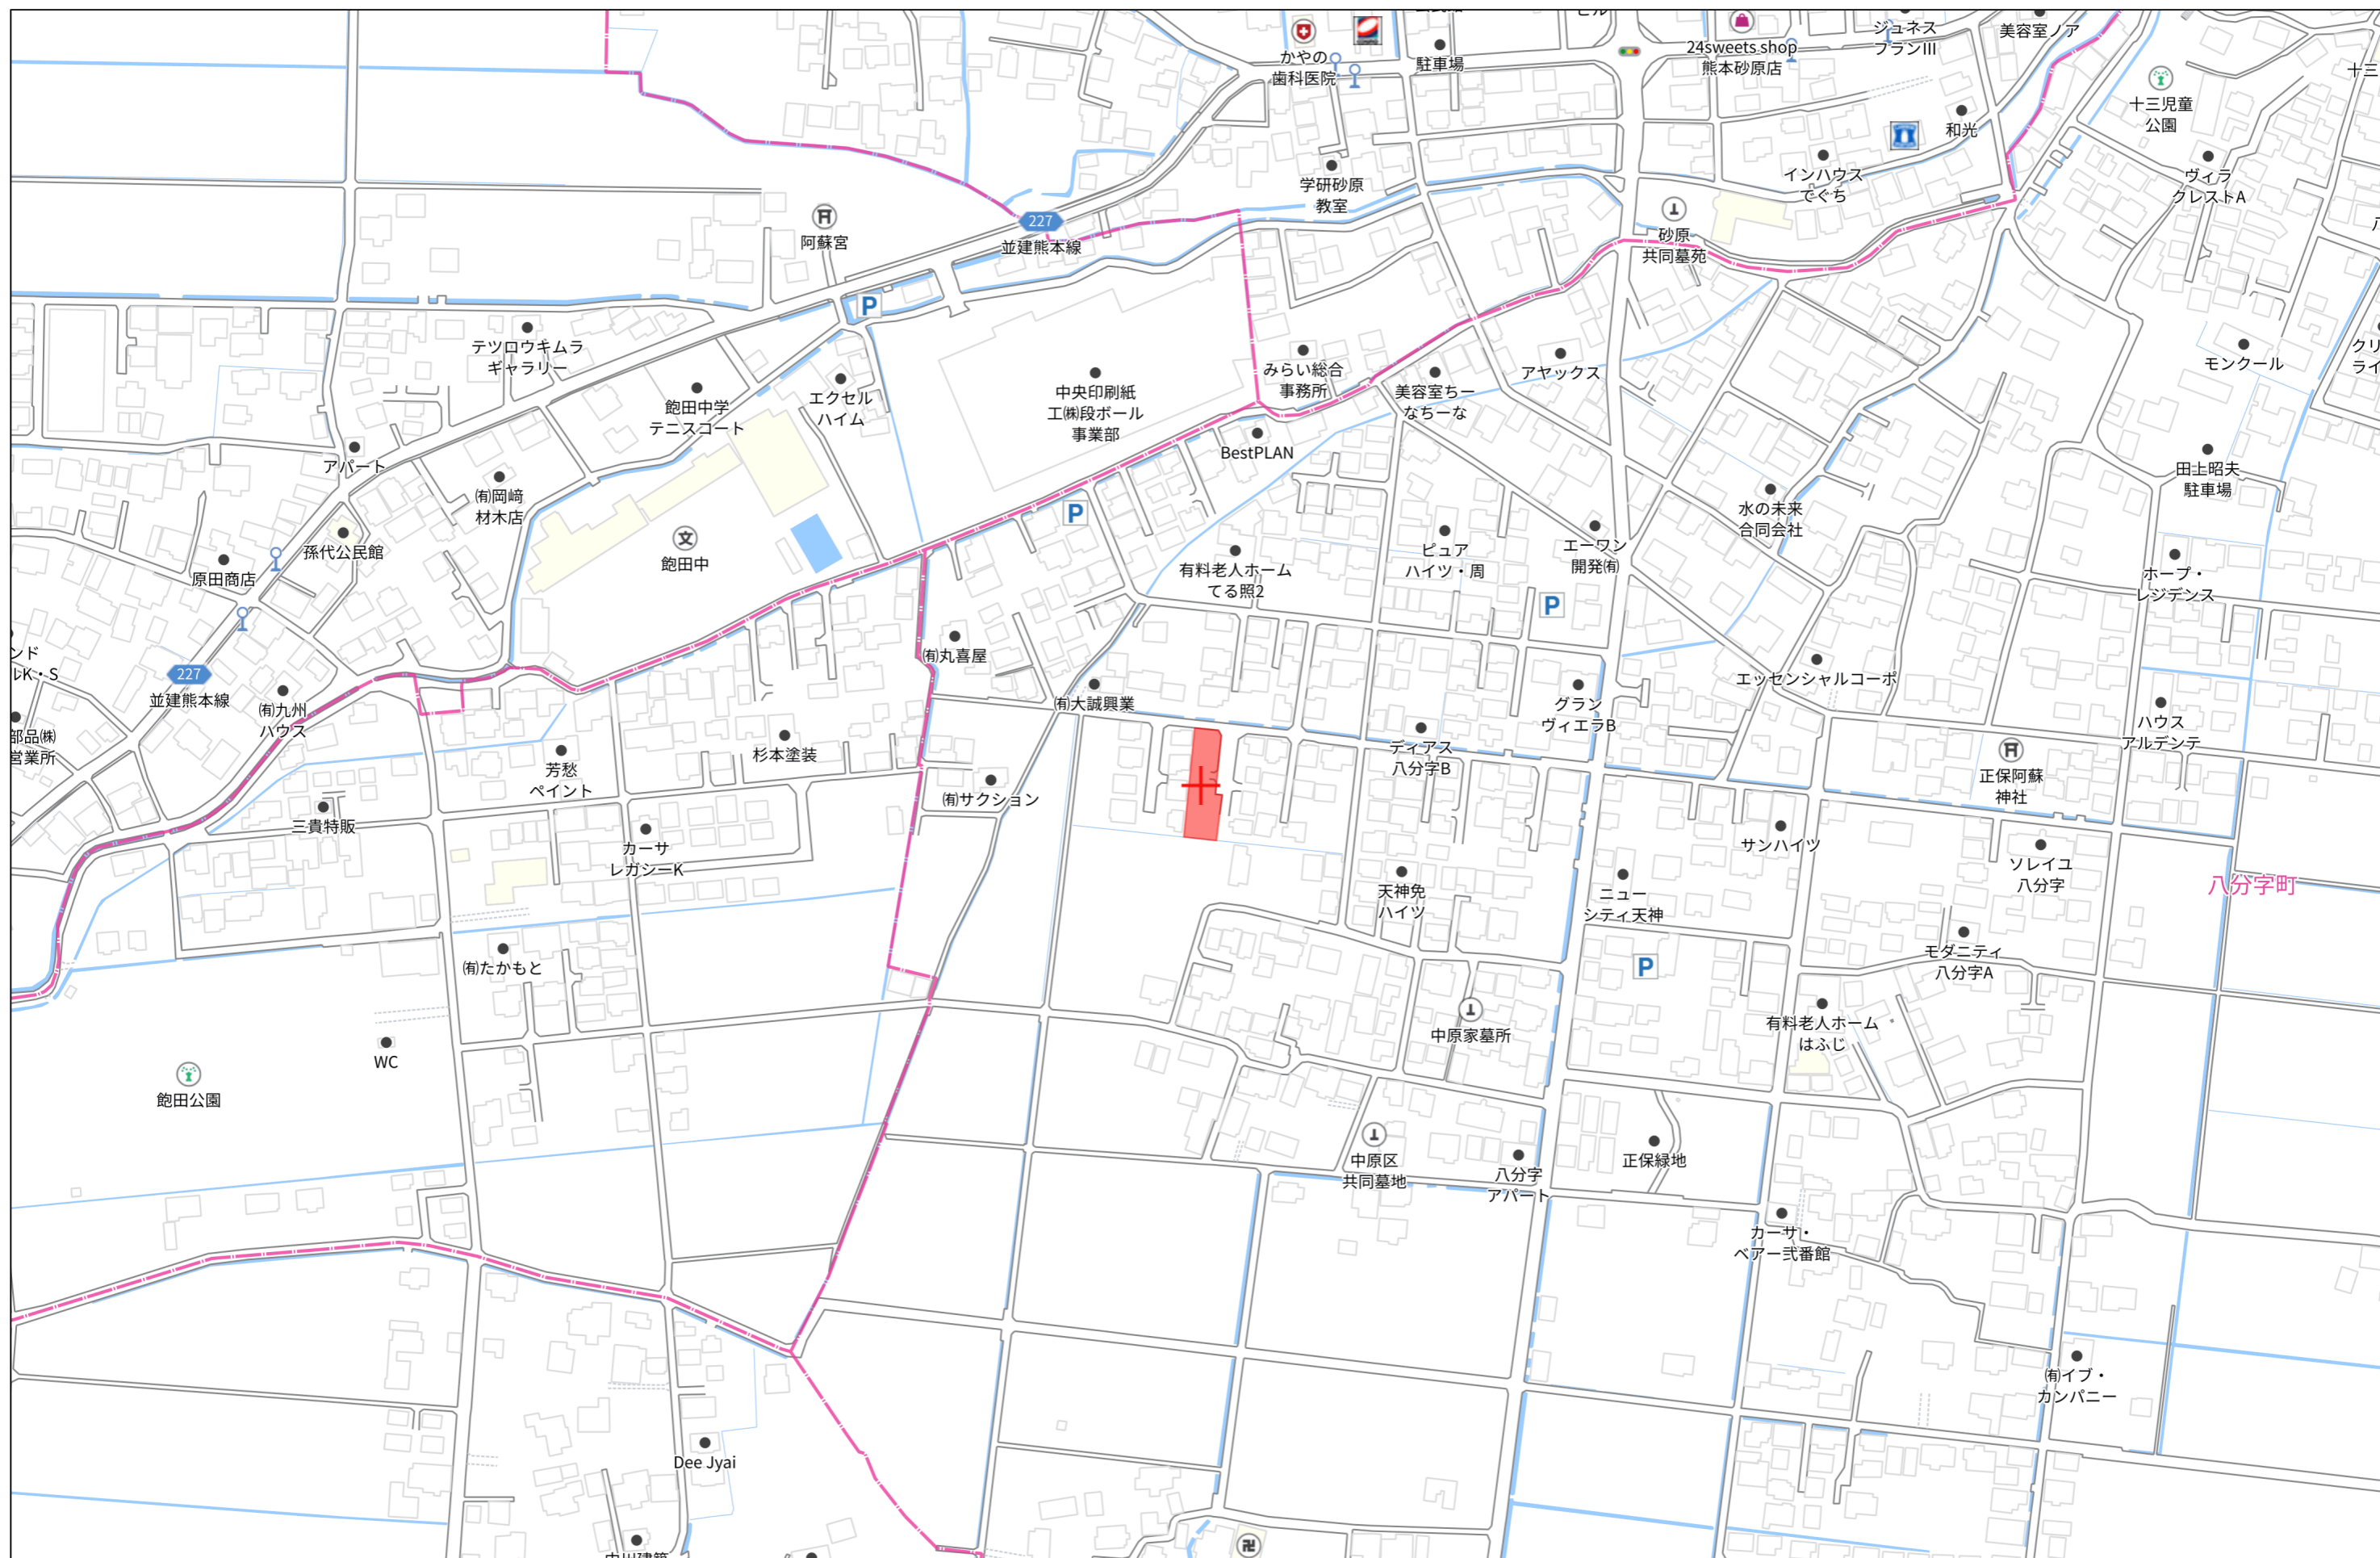 かやの
歯科医院
駐車場
24sweets shop
熊本砂原店
ジュネス
フランIII
美容室ノア
十三児童
公園
和光
学研砂原
教室
インハウス
てぐち
ヴィラ
クレストA
227
並建熊本線
阿蘇宮
砂原
共同墓苑
P
テツロウキムラ
ギャラリー
飽田中学
テニスコート
エクセル
ハイム
中央印刷紙
工㈱段ボール
事業部
みらい総合
事務所
美容室ちー
なちーな
アヤックス
モンクール
BestPLAN
アパート
㈲岡﨑
材木店
P
田上昭夫
駐車場
水の未来
合同会社
孫代公民館
原田商店
飽田中
有料老人ホーム
てる照2
ピュア
ハイツ・周
エーワン
開発㈲
P
ホープ・
レジデンス
㈲丸喜屋
ンド
ルK・S
227
並建熊本線
㈲九州
ハウス
㈲大誠興業
エッセンシャルコーポ
グラン
ヴィエラB
ハウス
アルデンテ
部品㈱
営業所
芳愁
ペイント
杉本塗装
ディアス
八分字B
正保阿蘇
神社
㈲サクション
三貴特販
カーサ
レガシーK
サンハイツ
ソレイユ
八分字
八分字町
天神免
ハイツ
ニュー
シティ天神
㈲たかもと
P
モダニティ
八分字A
中原家墓所
有料老人ホーム
はふじ
WC
飽田公園
中原区
共同墓地
八分字
アパート
正保緑地
カーサ・
ベアー弐番館
㈲イブ・
カンパニー
Dee Jyai